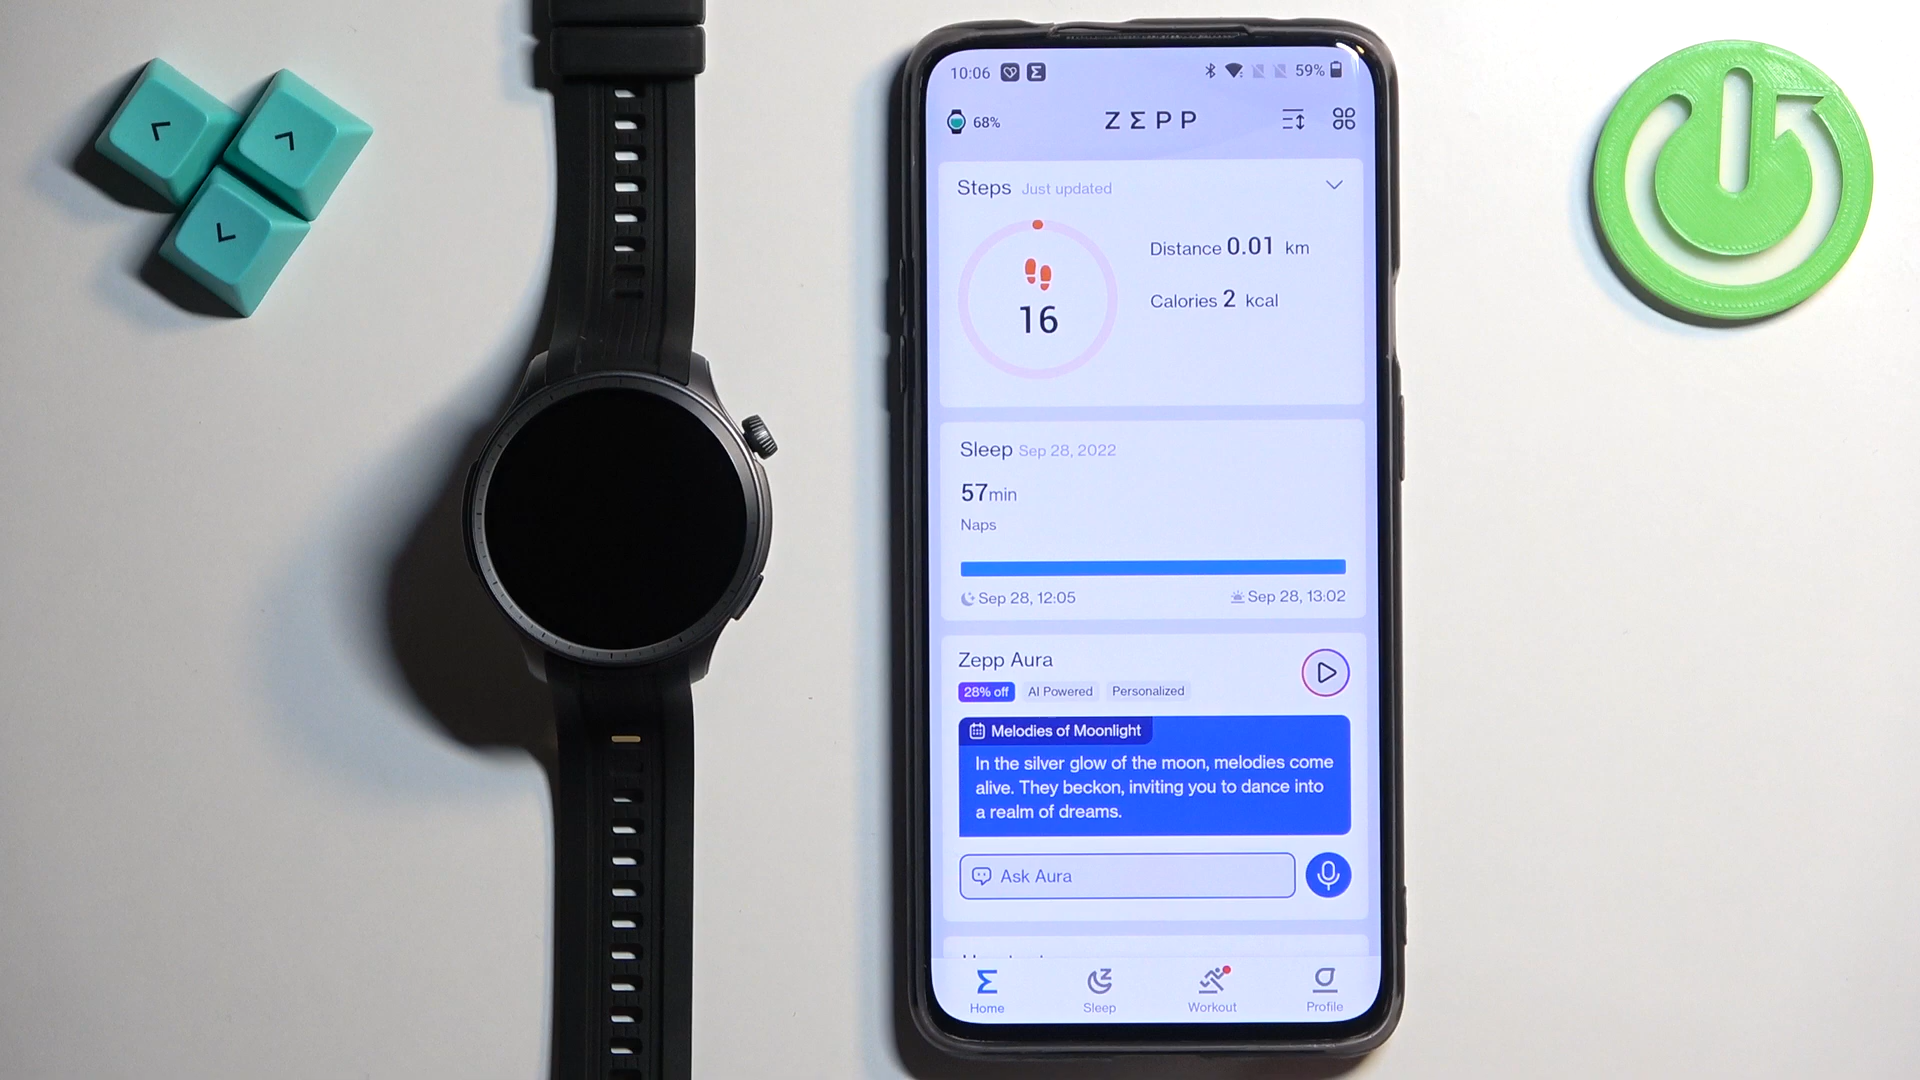 10:06
59%
68%
ZΣPP
Steps Just updated
16
Distance 0.01 km
Calories 2 kcal
Sleep Sep 28, 2022
57min
Naps
Sep 28, 12:05
Sep 28, 13:02
Zepp Aura
28% off AI Powered Personalized
Melodies of Moonlight
In the silver glow of the moon, melodies come
alive. They beckon, inviting you to dance into
a realm of dreams.
Ask Aura
Home Sleep Workout Profile